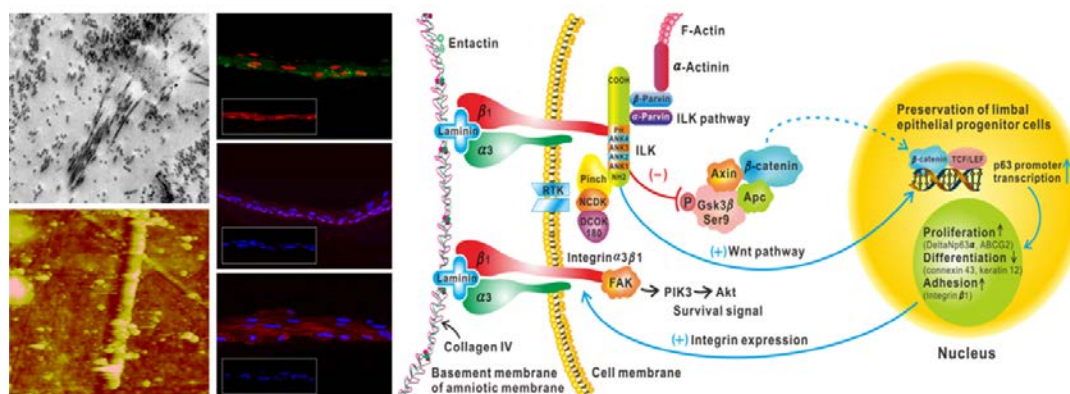 F-Actin
Entactin
α-Actinin
COOH
β-Parvin
α-Parvin
ILK pathway
PH
ANK4
ANK3
ANK2
ANK1
NH2
ILK
β1
Laminin
α3
(-)
Axin
β-catenin
Apc
P
Gsk3β
Ser9
RTK
Pinch
NCDK
DCOK
180
(+) Wnt pathway
Preservation of limbal
epithelial progenitor cells
β-catenin
TCF/LEF
p63 promoter
transcription
Proliferation
(DeltaNp63α, ABCG2)
Differentiation
(connexin 43, keratin 12)
Adhesion
(Integrin β1)
Nucleus
β1
Laminin
α3
Integrin α3β1
FAK
PIK3
Akt
Survival signal
(+) Integrin expression
Collagen IV
Basement membrane
of amniotic membrane
Cell membrane